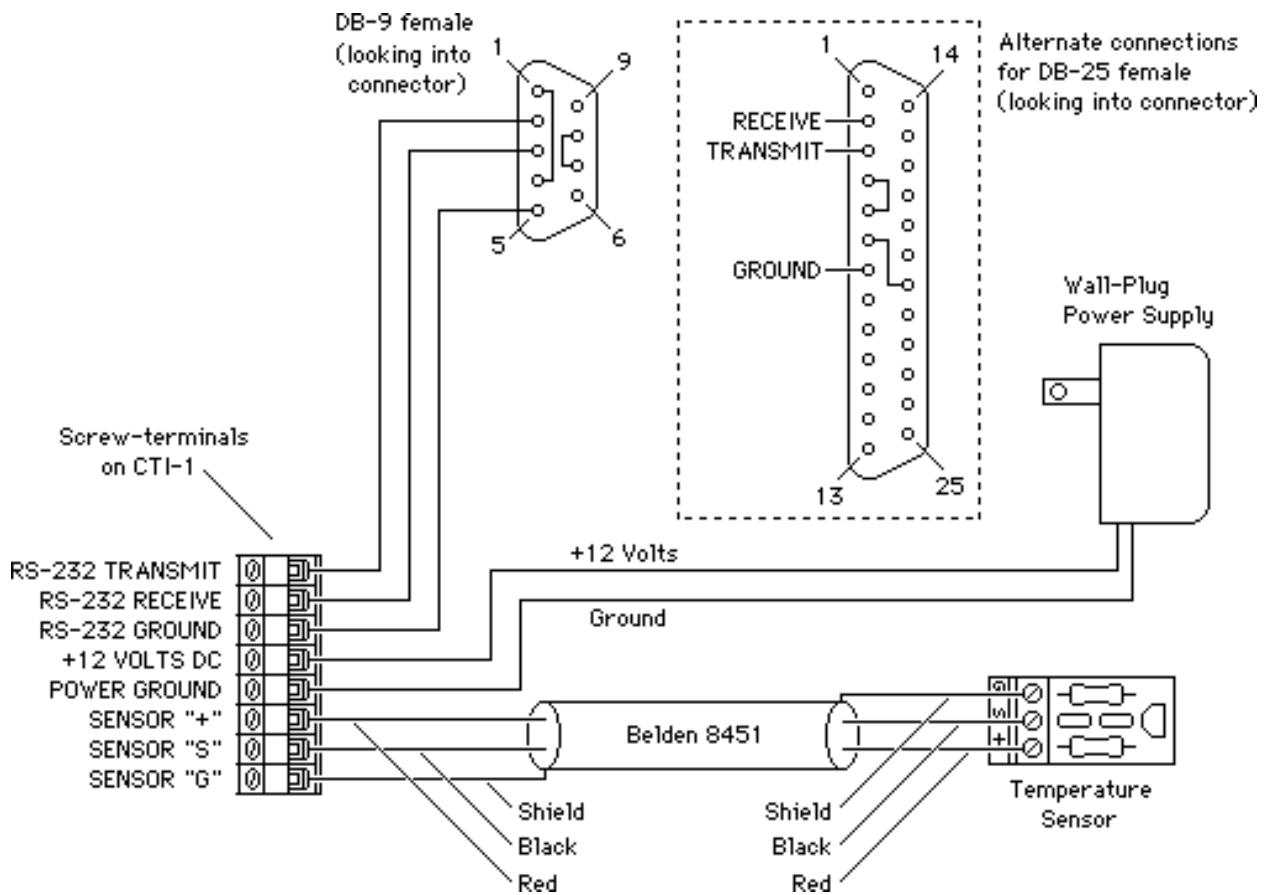 DB-9 female
(looking into
connector)
1
9
5
6
1
14
RECEIVE
TRANSMIT
GROUND
13
25
Alternate connections
for DB-25 female
(looking into connector)
Wall-Plug
Power Supply
Screw-terminals
on CTI-1
RS-232 TRANSMIT
RS-232 RECEIVE
RS-232 GROUND
+12 VOLTS DC
POWER GROUND
SENSOR "+"
SENSOR "S"
SENSOR "G"
+12 Volts
Ground
Belden 8451
Shield
Black
Red
Shield
Black
Red
G
S
+
Temperature
Sensor